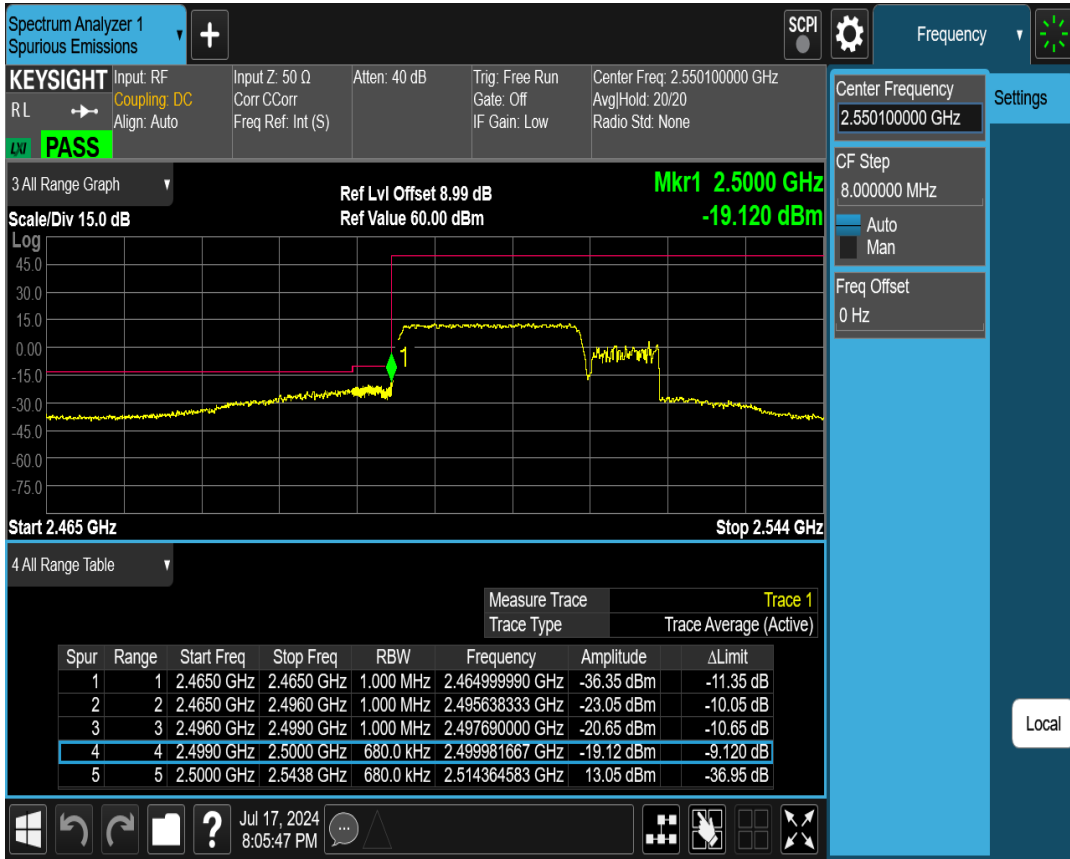 Spectrum Analyzer 1
Spurious Emissions
▼
+
SCPI
Frequency
▼
KEYSIGHT
RL
LXI PASS
Input: RF
Coupling: DC
Align: Auto
Input Z: 50 Ω
Corr CCorr
Freq Ref: Int (S)
Atten: 40 dB
Trig: Free Run
Gate: Off
IF Gain: Low
Center Freq: 2.550100000 GHz
Avg|Hold: 20/20
Radio Std: None
Center Frequency
2.550100000 GHz
Settings
CF Step
8.000000 MHz
Auto
Man
Freq Offset
0 Hz
Local
3 All Range Graph ▼
Scale/Div 15.0 dB
Ref Lvl Offset 8.99 dB
Ref Value 60.00 dBm
Mkr1 2.5000 GHz
-19.120 dBm
Log
45.0
30.0
15.0
0.00
-15.0
-30.0
-45.0
-60.0
-75.0
1
Start 2.465 GHz Stop 2.544 GHz
4 All Range Table ▼
Measure Trace Trace 1
Trace Type Trace Average (Active)
Spur Range Start Freq Stop Freq RBW Frequency Amplitude ΔLimit
1 1 2.4650 GHz 2.4650 GHz 1.000 MHz 2.464999990 GHz -36.35 dBm -11.35 dB
2 2 2.4650 GHz 2.4960 GHz 1.000 MHz 2.495638333 GHz -23.05 dBm -10.05 dB
3 3 2.4960 GHz 2.4990 GHz 1.000 MHz 2.497690000 GHz -20.65 dBm -10.65 dB
4 4 2.4990 GHz 2.5000 GHz 680.0 kHz 2.499981667 GHz -19.12 dBm -9.120 dB
5 5 2.5000 GHz 2.5438 GHz 680.0 kHz 2.514364583 GHz 13.05 dBm -36.95 dB
?
Jul 17, 2024
8:05:47 PM